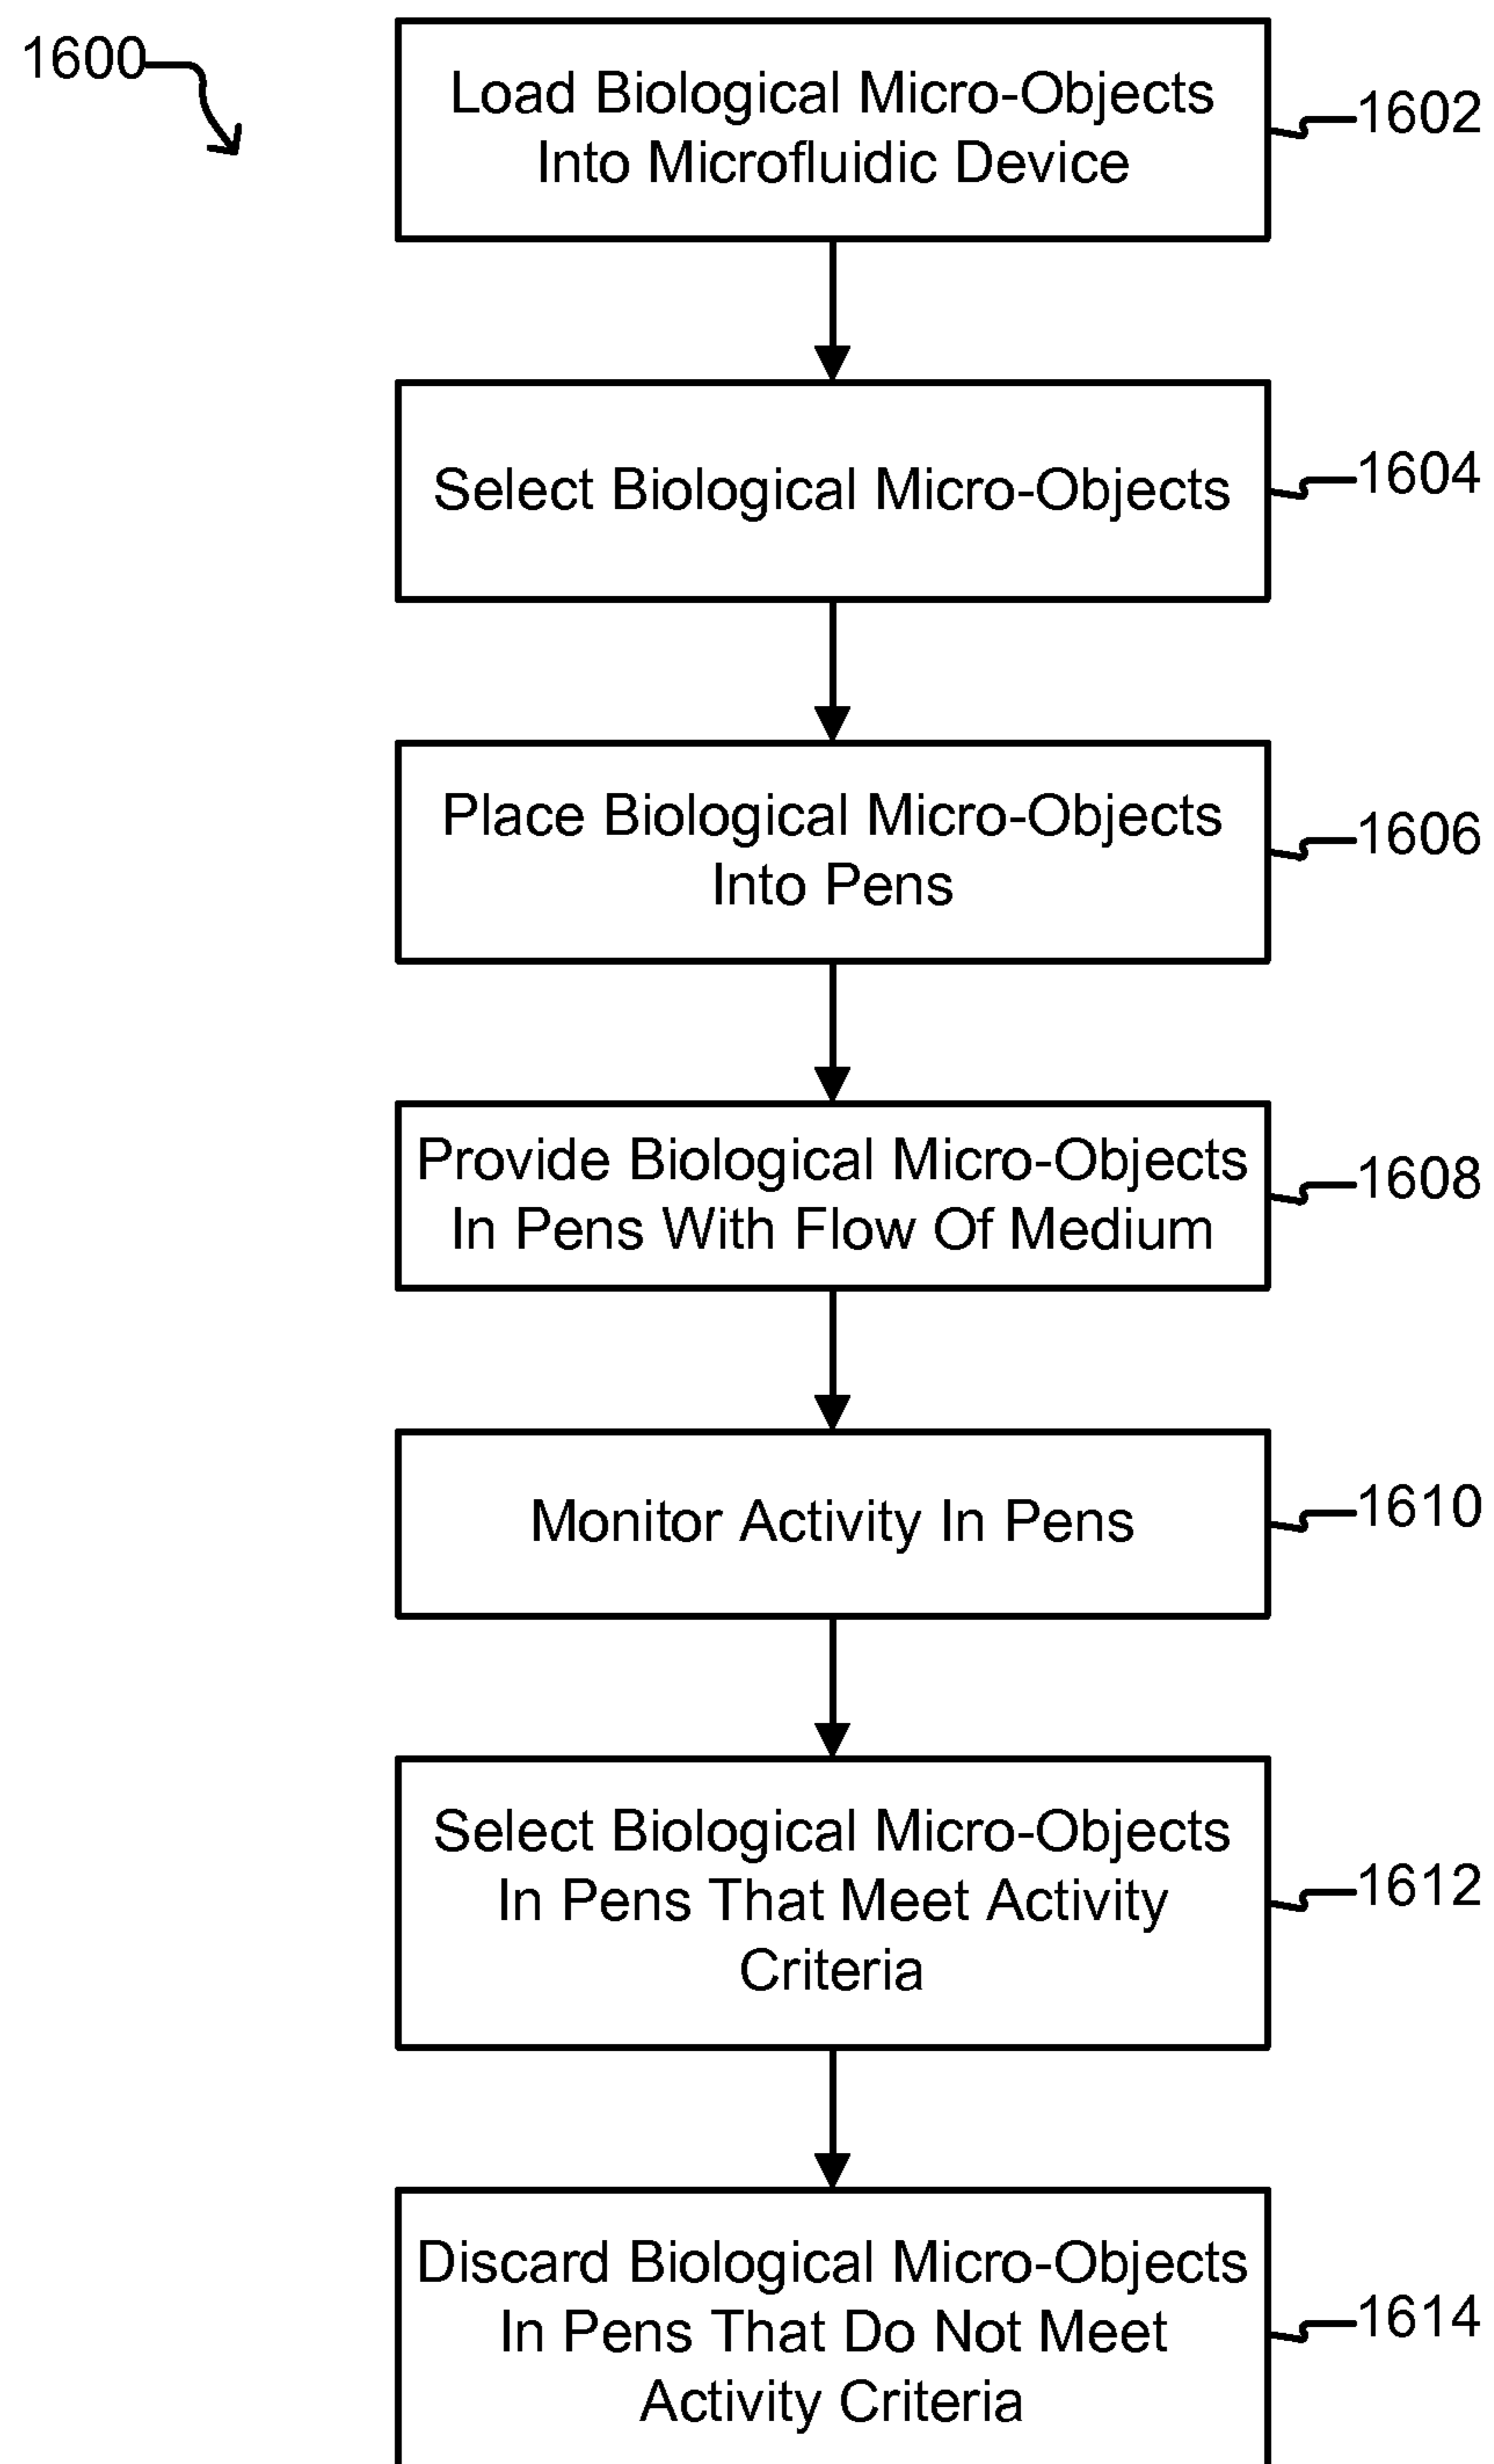 1600
Load Biological Micro-Objects
Into Microfluidic Device
1602
Select Biological Micro-Objects
1604
Place Biological Micro-Objects
Into Pens
1606
Provide Biological Micro-Objects
In Pens With Flow Of Medium
1608
Monitor Activity In Pens
1610
Select Biological Micro-Objects
In Pens That Meet Activity
Criteria
1612
Discard Biological Micro-Objects
In Pens That Do Not Meet
Activity Criteria
1614